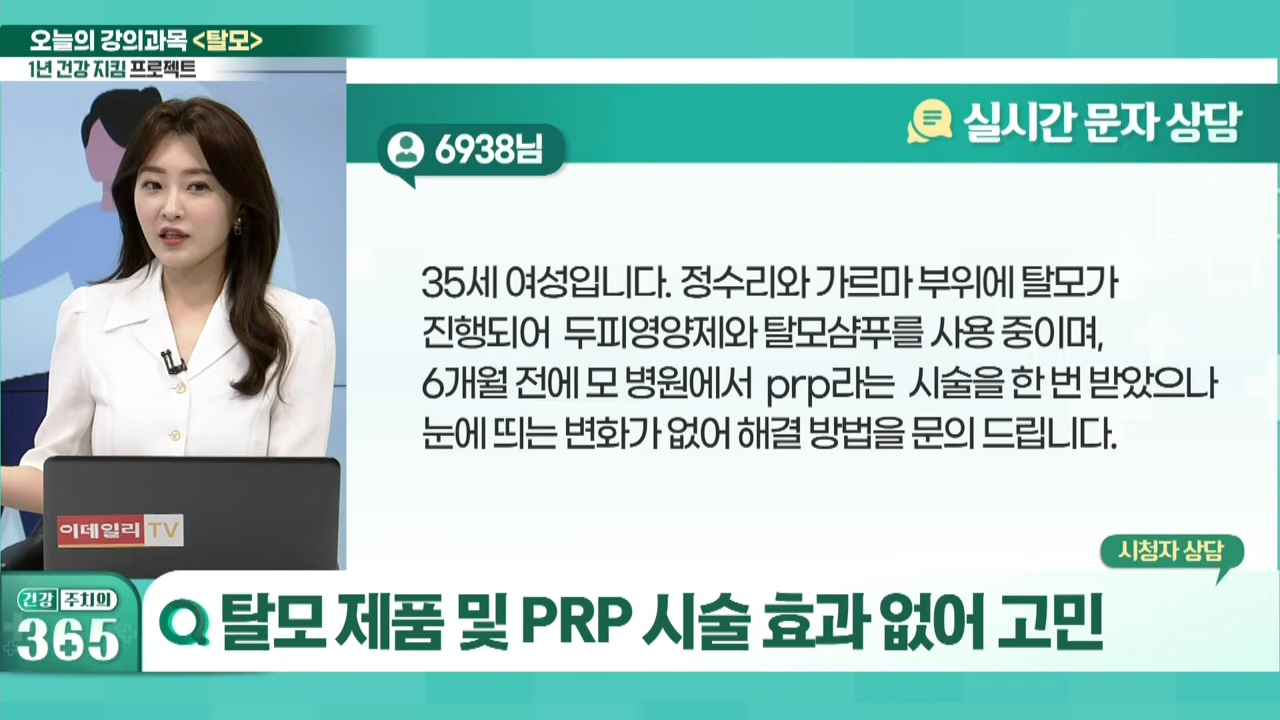 오늘의 강의과목 <탈모>
1년 건강 지킴 프로젝트
실시간 문자 상담
6938님
35세 여성입니다. 정수리와 가르마 부위에 탈모가
진행되어 두피영양제와 탈모샴푸를 사용 중이며,
6개월 전에 모 병원에서 prp라는 시술을 한 번 받았으나
눈에 띄는 변화가 없어 해결 방법을 문의 드립니다.
이데일리 TV
시청자 상담
건강 주치의
365
Q 탈모 제품 및 PRP 시술 효과 없어 고민